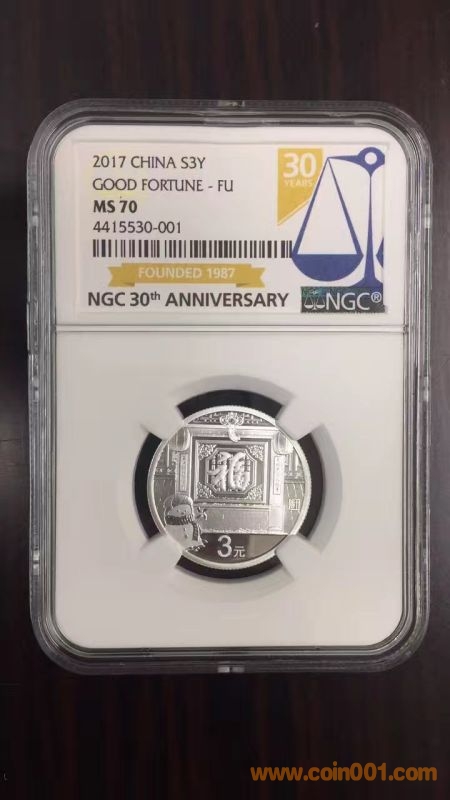 2017 CHINA S3Y
GOOD FORTUNE - FU
MS 70
4415530-001
30
YEARS
FOUNDED 1987
NGC 30th ANNIVERSARY
NGC®
福
3元
www.coin001.com